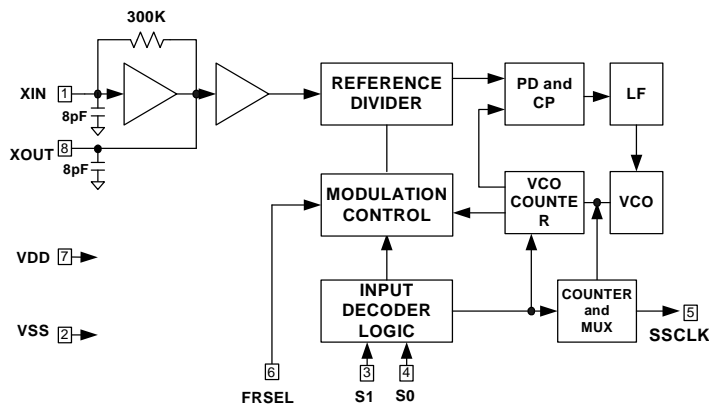 300K
XIN 1
8pF
XOUT 8
8pF
REFERENCE
DIVIDER
PD and
CP
LF
MODULATION
CONTROL
VCO
COUNTE
R
VCO
VDD 7
VSS 2
INPUT
DECODER
LOGIC
COUNTER
and
MUX
5
SSCLK
6
FRSEL
3
S1
4
S0